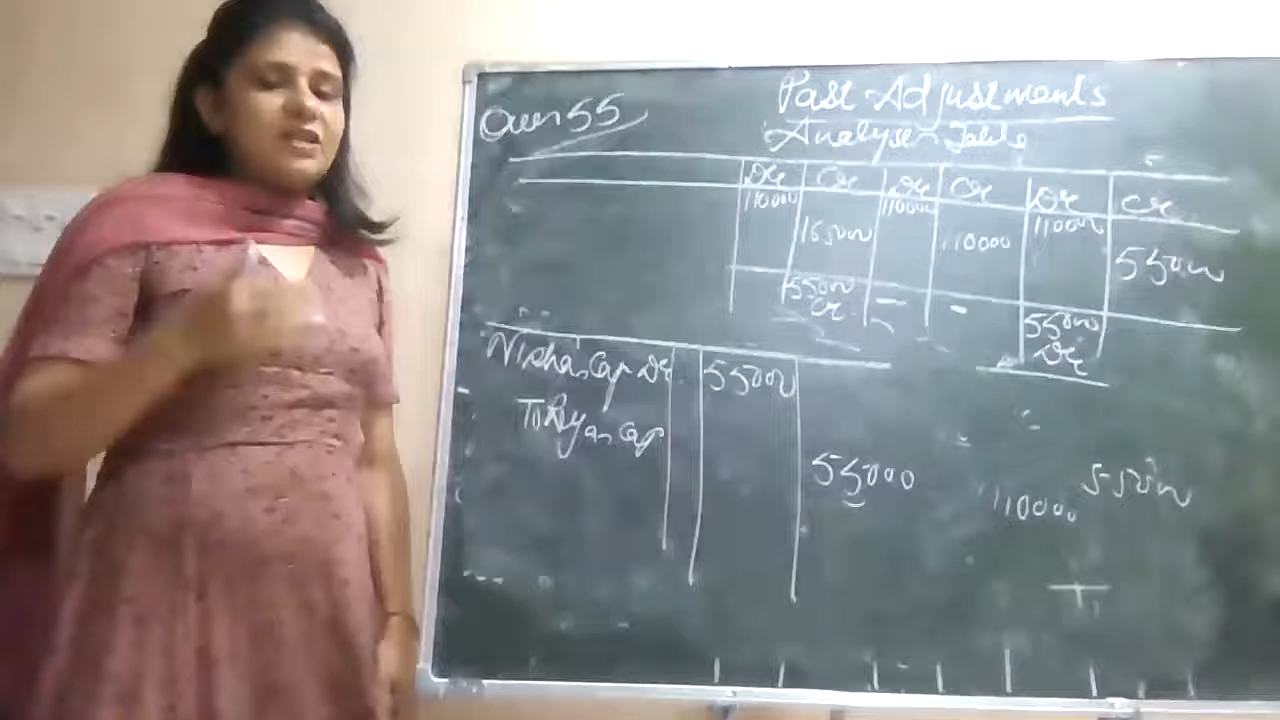 Past Adjustments
Ques 55
Analyse Table
Dr Cr Dr Cr Dr Cr
110000 110000 110000
165000 110000 55000
55000 - - 55000
Cr Dr
Nisha's Cap Dr 55000
To Aryan Cap
55000
110000 55000